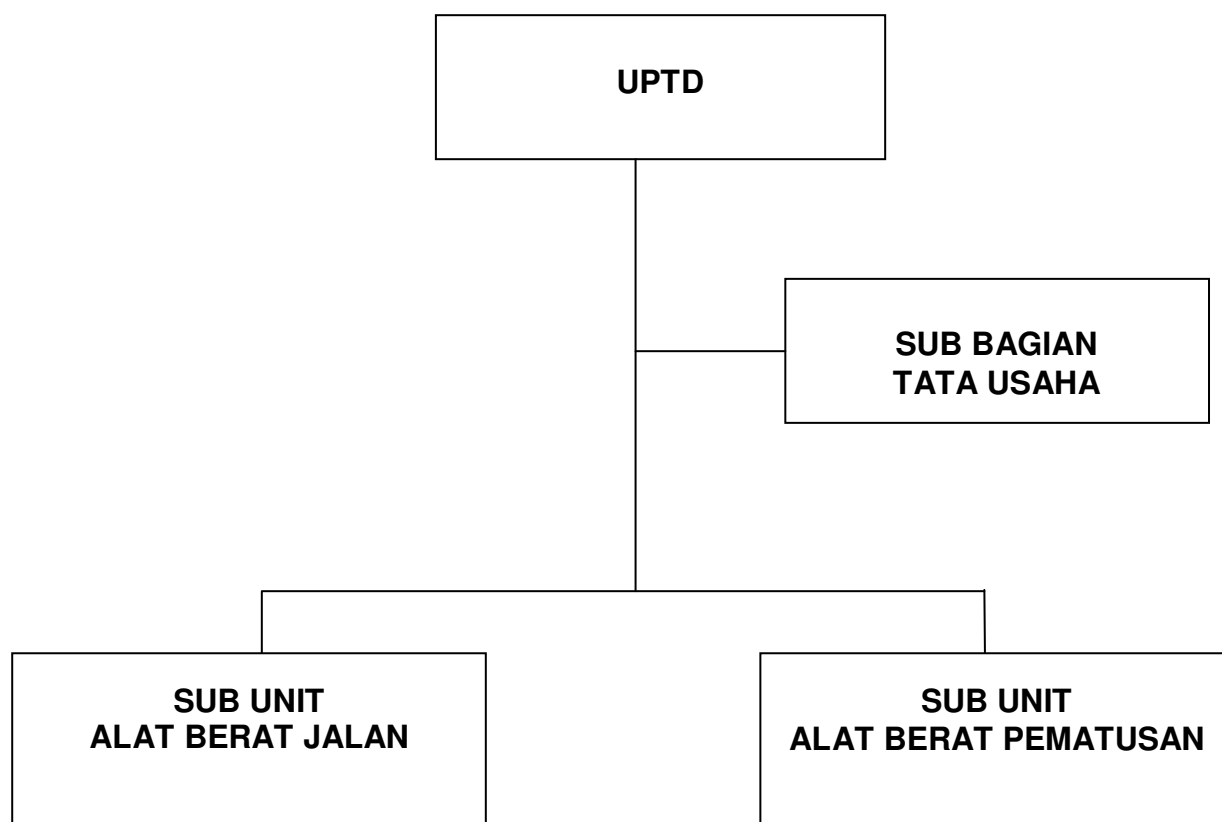 UPTD
SUB BAGIAN
TATA USAHA
SUB UNIT
ALAT BERAT JALAN
SUB UNIT
ALAT BERAT PEMATUSAN